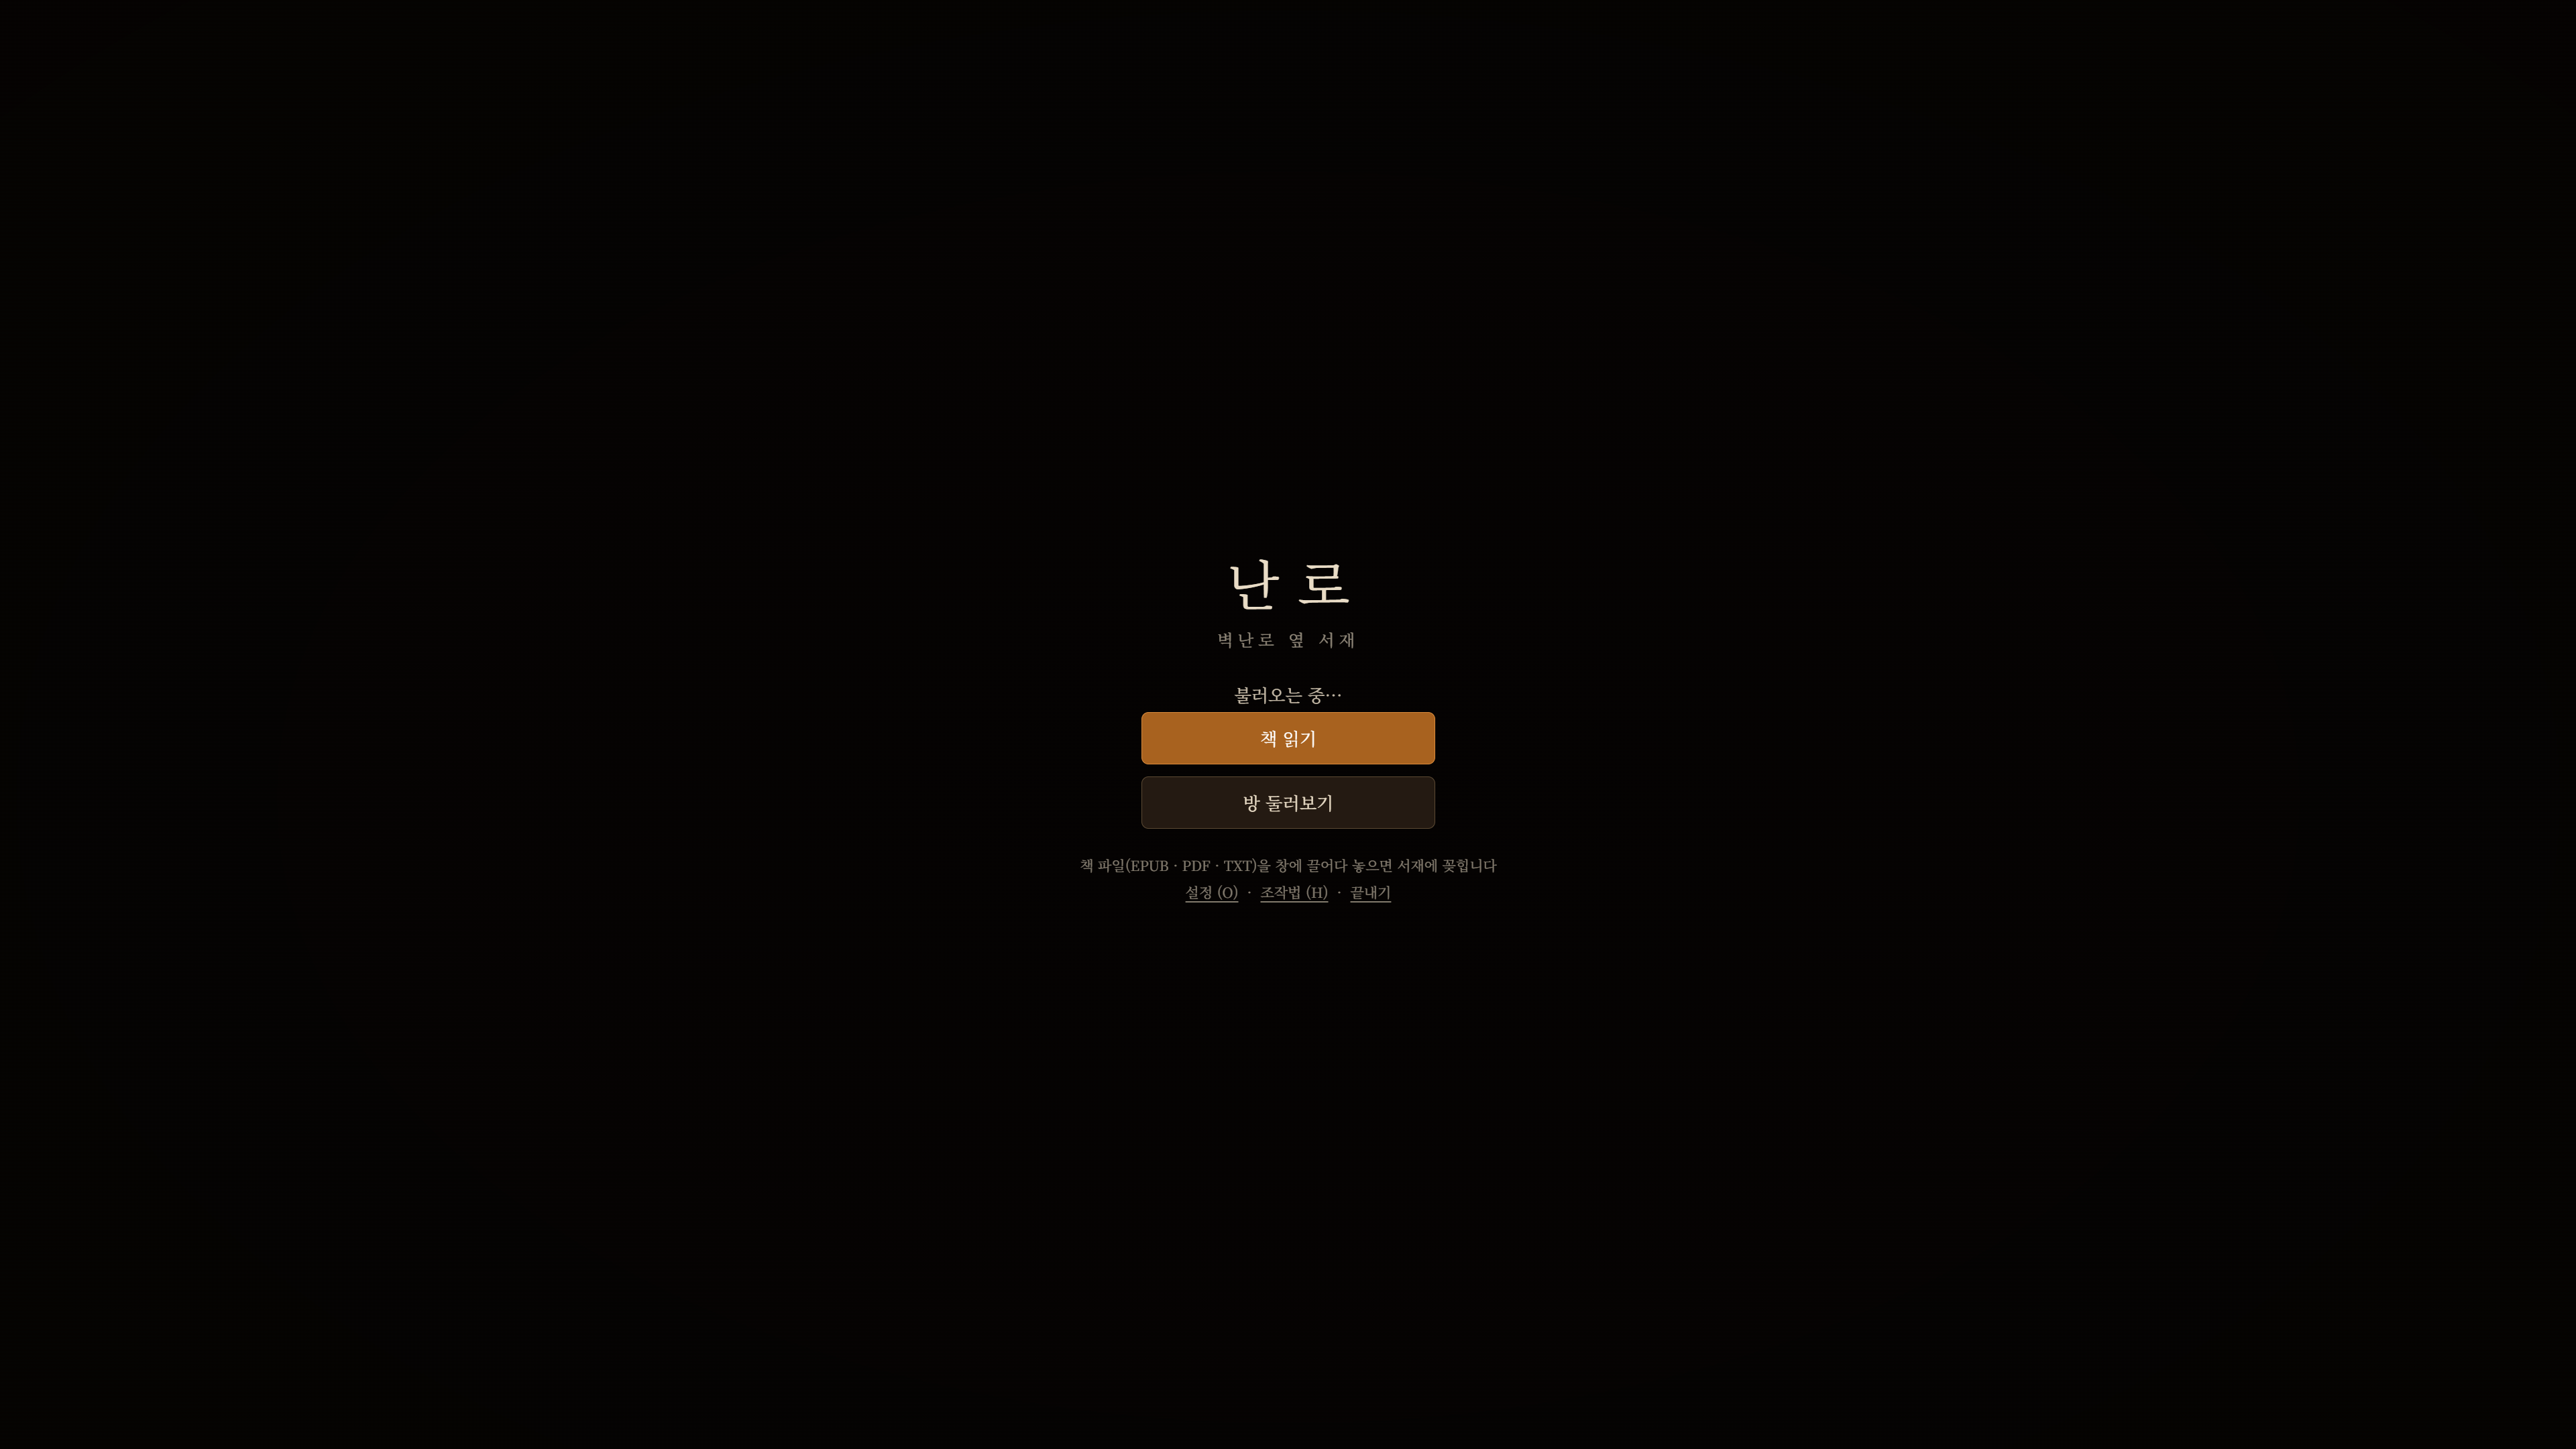 난로
벽난로 옆 서재
불러오는 중…
책 읽기
방 둘러보기
책 파일(EPUB · PDF · TXT)을 창에 끌어다 놓으면 서재에 꽂힙니다
설정 (O) · 조작법 (H) · 끝내기